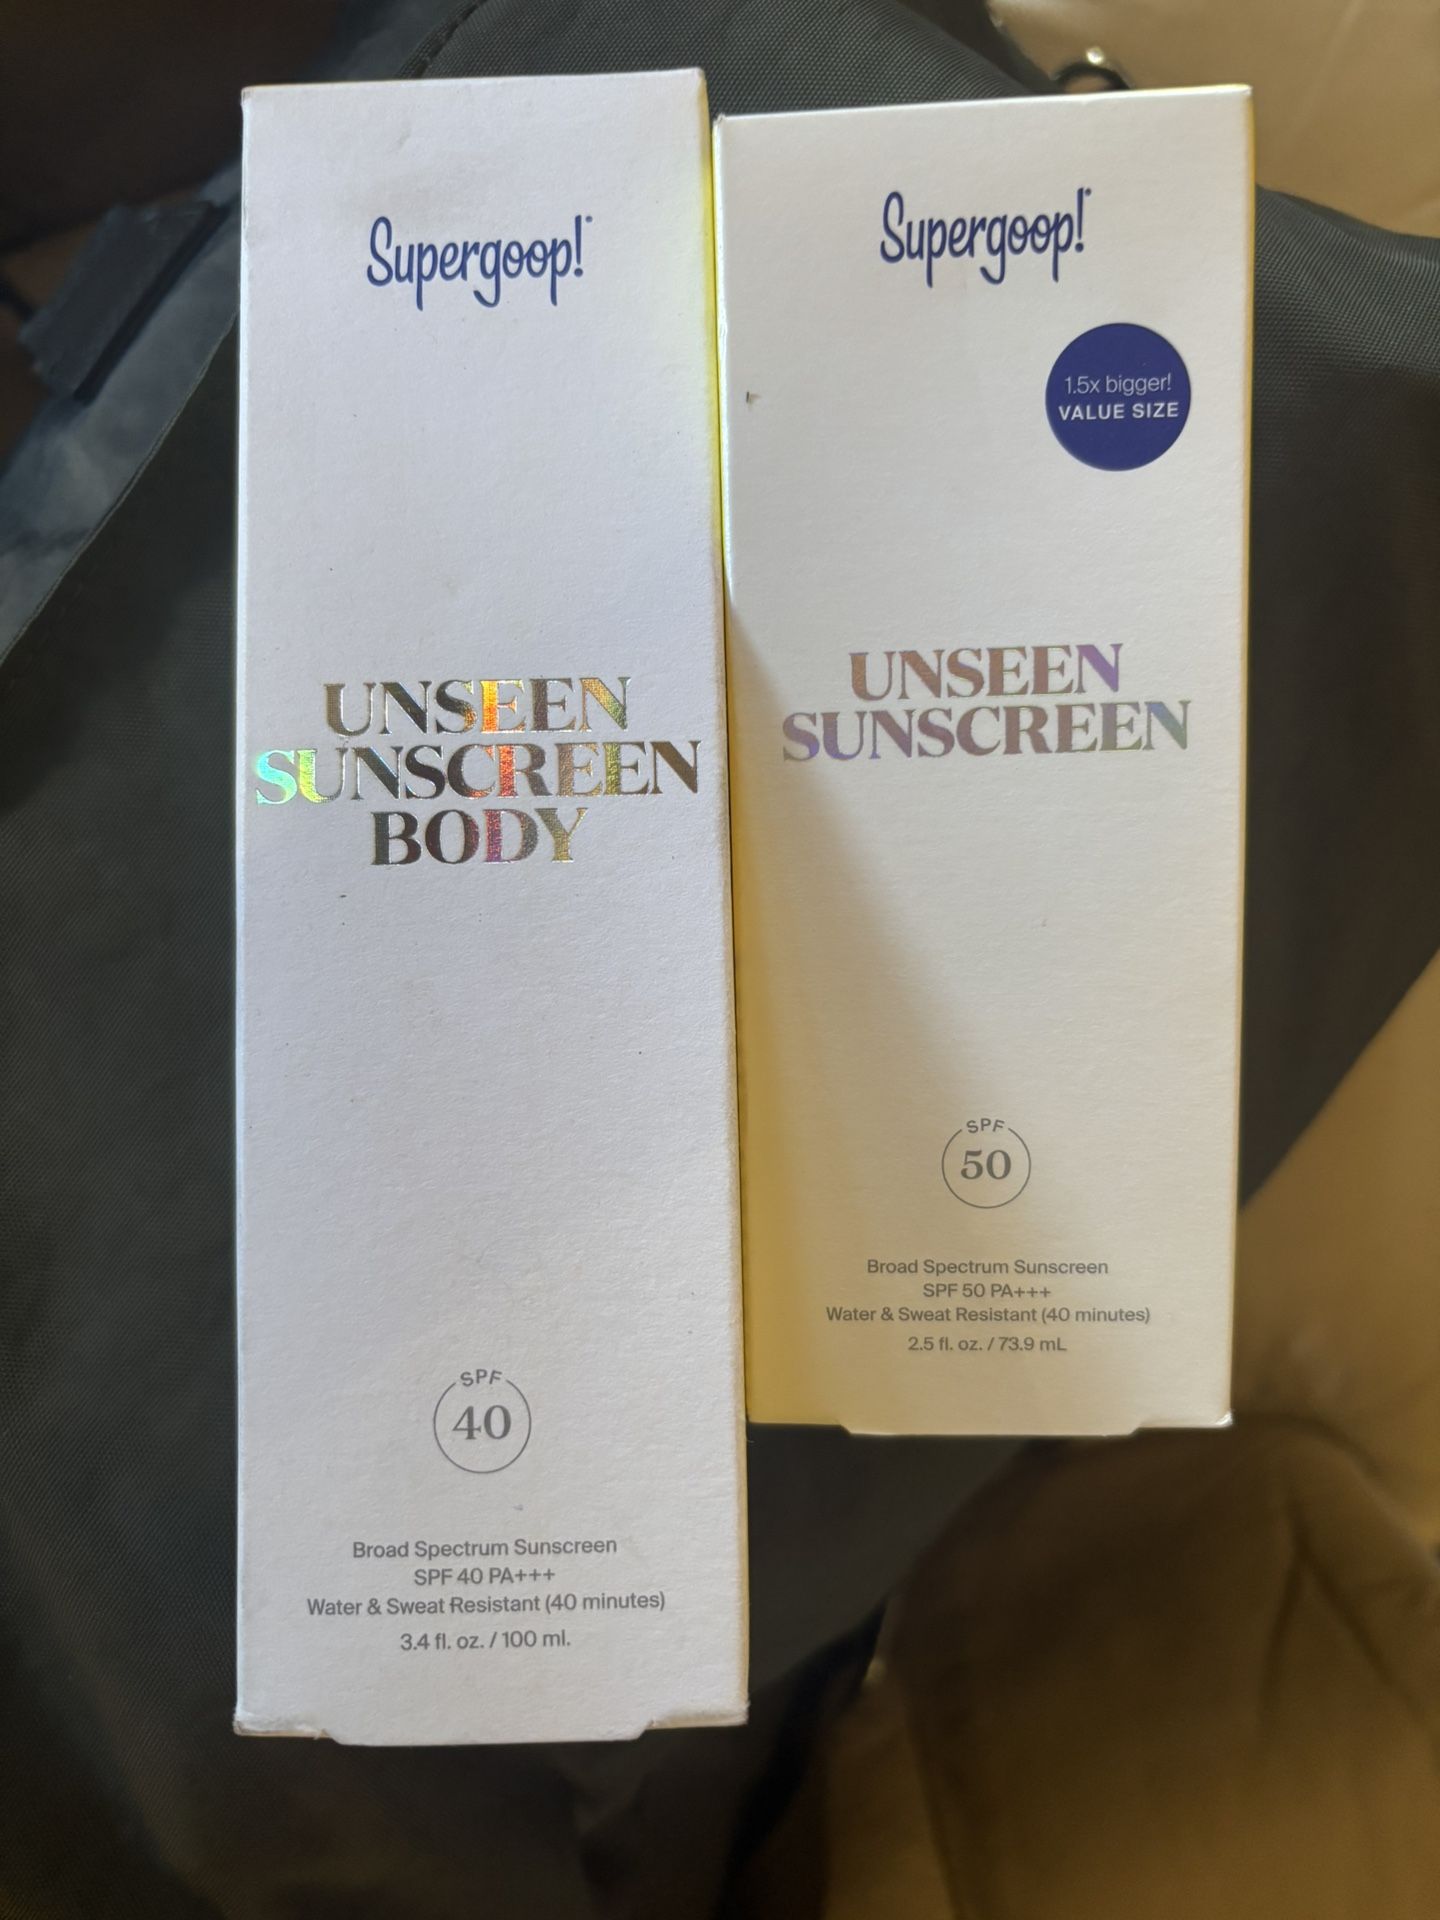 Supergoop!
UNSEEN
SUNSCREEN
BODY
SPF
40
Broad Spectrum Sunscreen
SPF 40 PA+++
Water & Sweat Resistant (40 minutes)
3.4 fl. oz. / 100 ml.
Supergoop!
1.5x bigger!
VALUE SIZE
UNSEEN
SUNSCREEN
SPF
50
Broad Spectrum Sunscreen
SPF 50 PA+++
Water & Sweat Resistant (40 minutes)
2.5 fl. oz. / 73.9 mL